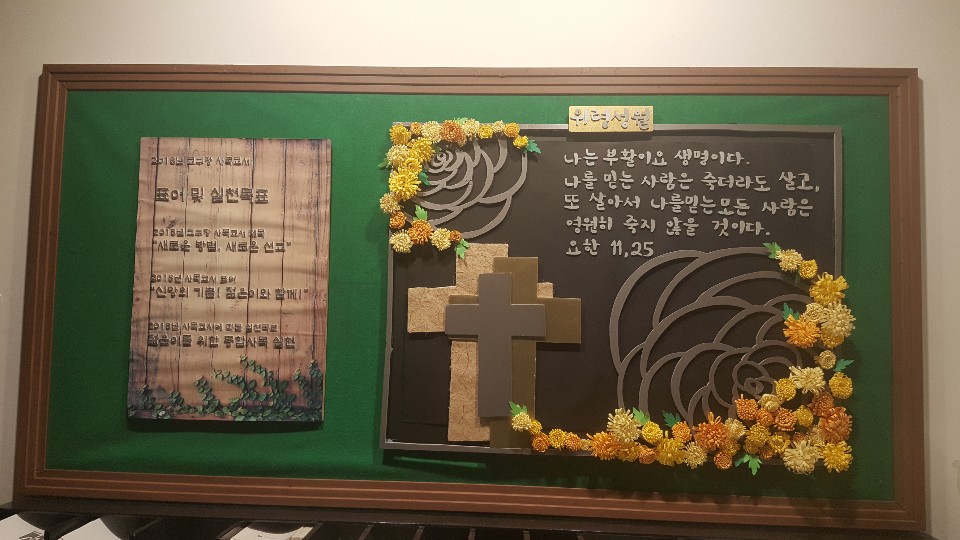 2018년 교구장 사목교서
표어 및 실천목표
2018년 사목교서 제목
"새로운 방법, 새로운 선교"
2018년 사목교서 표어
"신앙의 기쁨! 젊은이와 함께!"
2018년 사목교서에 따른 실천목표
젊은이를 위한 통합사목 실현
위령성월
나는 부활이요 생명이다.
나를 믿는 사람은 죽더라도 살고,
또 살아서 나를믿는모든 사람은
영원히 죽지 않을 것이다.
요한 11,25